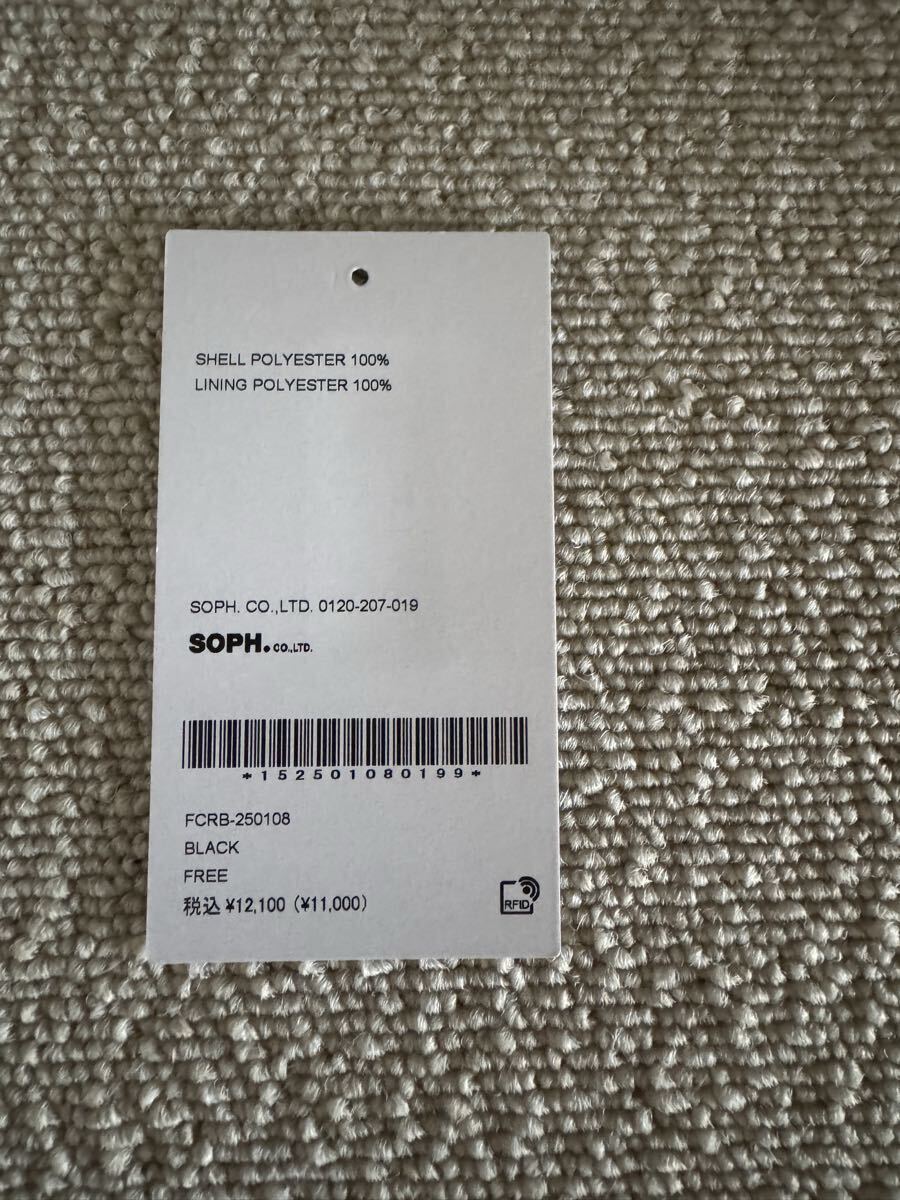 SHELL POLYESTER 100%
LINING POLYESTER 100%
SOPH. CO.,LTD. 0120-207-019
SOPH. CO.,LTD.
*152501080199*
FCRB-250108
BLACK
FREE
税込 ¥12,100 (¥11,000)
RFID